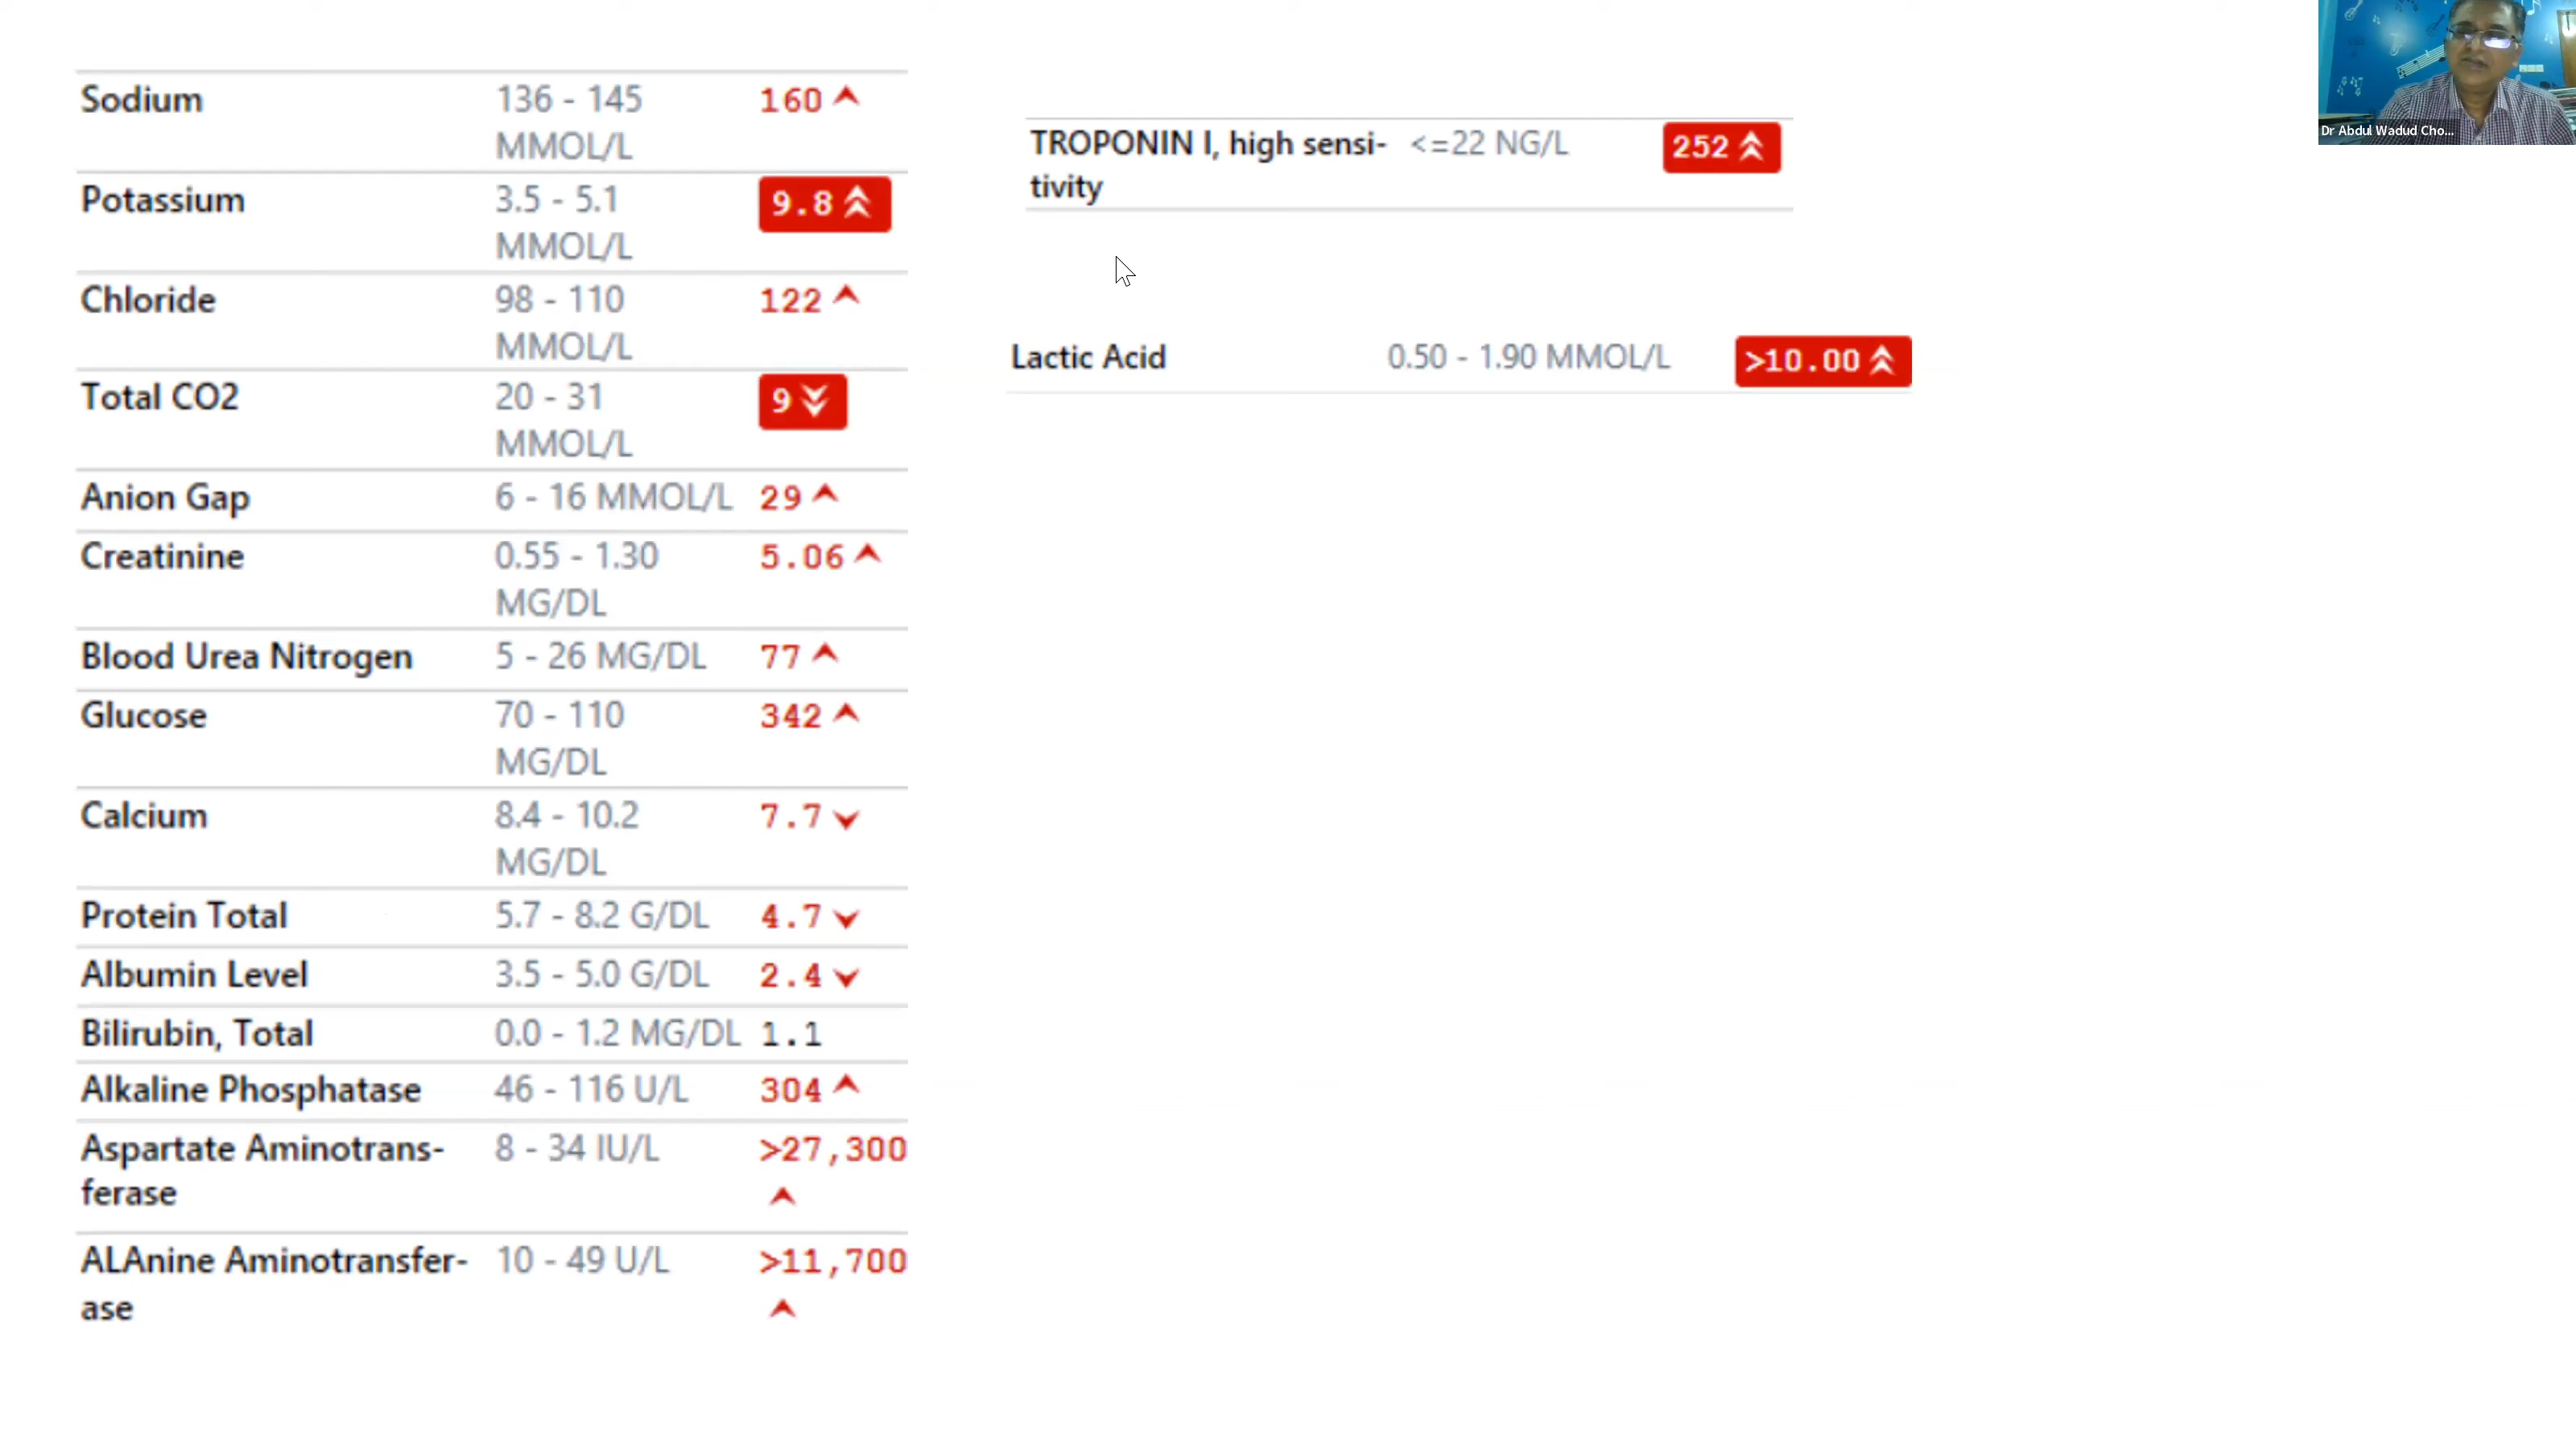 Sodium 136 - 145 160
MMOL/L
Potassium 3.5 - 5.1 9.8
MMOL/L
Chloride 98 - 110 122
MMOL/L
Total CO2 20 - 31 9
MMOL/L
Anion Gap 6 - 16 MMOL/L 29
Creatinine 0.55 - 1.30 5.06
MG/DL
Blood Urea Nitrogen 5 - 26 MG/DL 77
Glucose 70 - 110 342
MG/DL
Calcium 8.4 - 10.2 7.7
MG/DL
Protein Total 5.7 - 8.2 G/DL 4.7
Albumin Level 3.5 - 5.0 G/DL 2.4
Bilirubin, Total 0.0 - 1.2 MG/DL 1.1
Alkaline Phosphatase 46 - 116 U/L 304
Aspartate Aminotrans- 8 - 34 IU/L >27,300
ferase
ALAnine Aminotransfer- 10 - 49 U/L >11,700
ase
TROPONIN I, high sensi- <=22 NG/L 252
tivity
Lactic Acid 0.50 - 1.90 MMOL/L >10.00
Dr Abdul Wadud Cho...